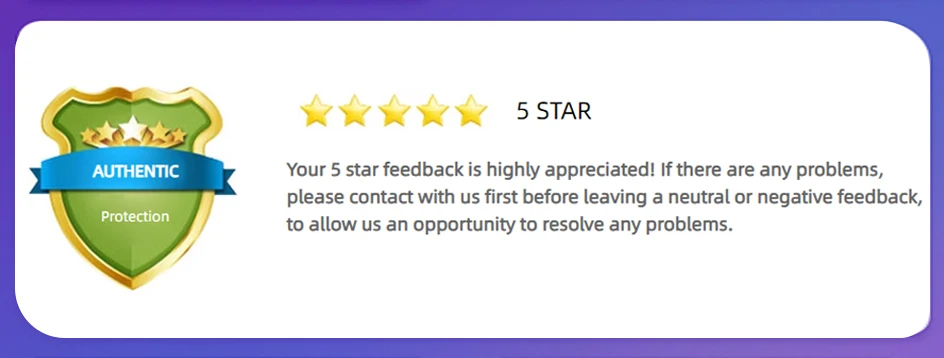 AUTHENTIC
Protection
5 STAR
Your 5 star feedback is highly appreciated! If there are any problems,
please contact with us first before leaving a neutral or negative feedback,
to allow us an opportunity to resolve any problems.